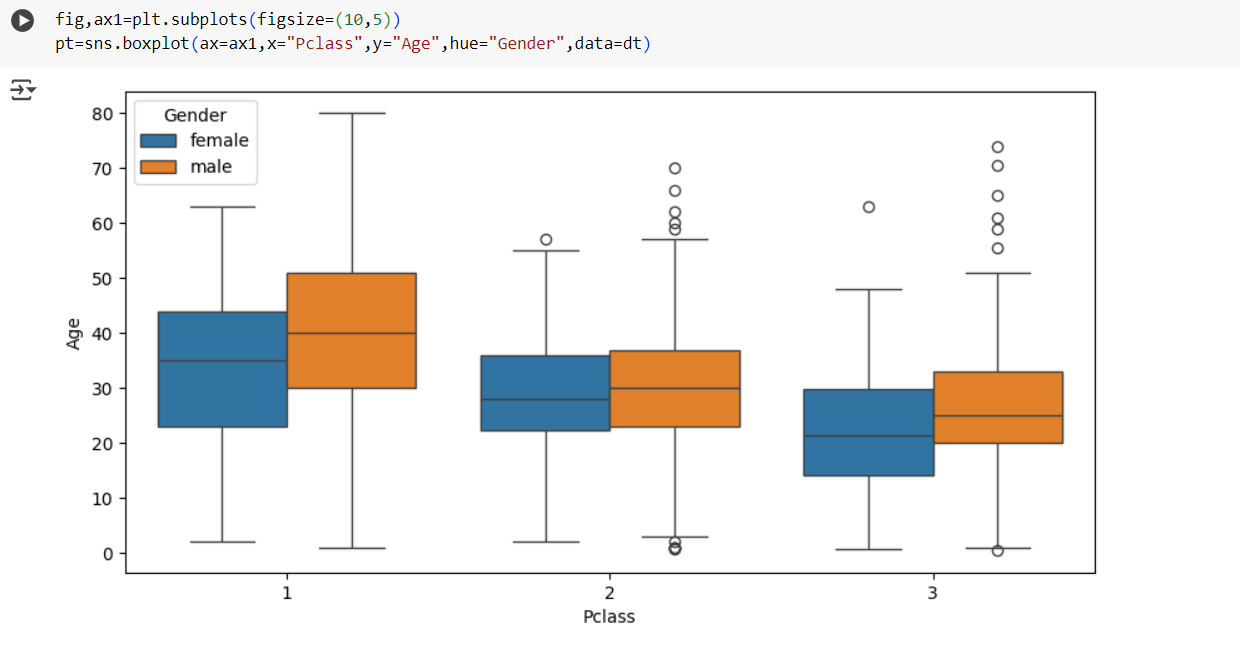 fig,ax1=plt.subplots(figsize=(10,5))
pt=sns.boxplot(ax=ax1,x="Pclass",y="Age",hue="Gender",data=dt)
Gender
female
male
80
70
60
50
40
30
20
10
0
Age
1 2 3
Pclass